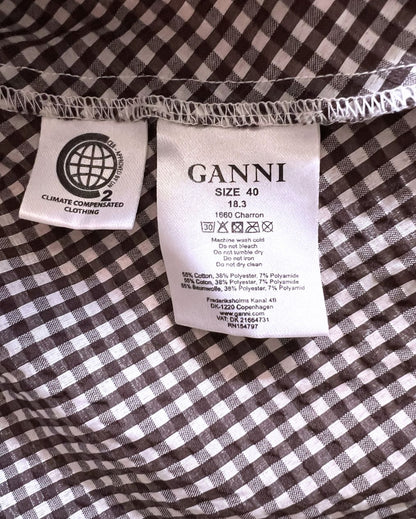 2
CLIMATE COMPENSATED
CLOTHING
GANNI
SIZE 40
18.3
1660 Charron
30
Machine wash cold
Do not bleach
Do not tumble dry
Do not iron
Do not dry clean
55% Cotton, 38% Polyester, 7% Polyamide
55% Coton, 38% Polyester, 7% Polyamide
55% Baumwolle, 38% Polyester, 7% Polyamide
Frederiksholms Kanal 4B
DK-1220 Copenhagen
www.ganni.com
VAT: DK 21664731
RN154797